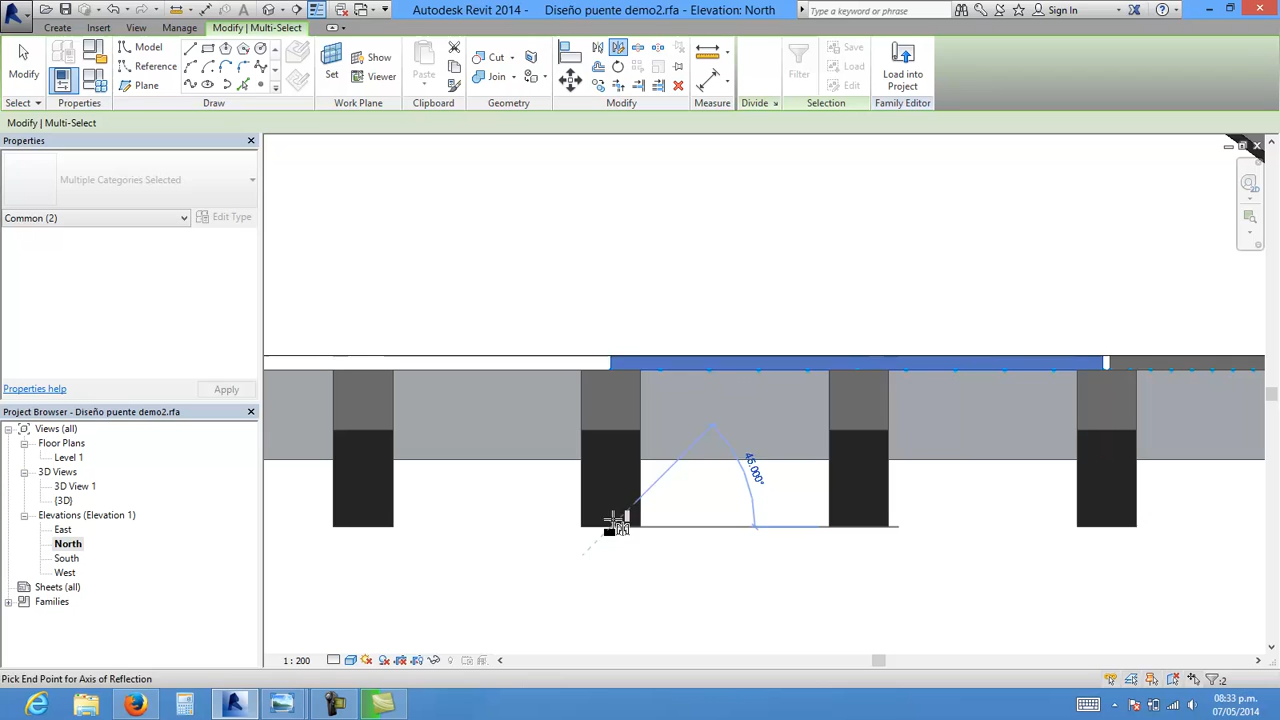 Autodesk Revit 2014 - Diseño puente demo2.rfa - Elevation: North
Type a keyword or phrase
Sign In
Create Insert View Manage Modify | Multi-Select
Modify
Model
Reference
Plane
Set
Show
Viewer
Paste
Cut
Join
Filter
Save
Load
Edit
Load into
Project
Select Properties Draw Work Plane Clipboard Geometry Modify Measure Divide Selection Family Editor
Modify | Multi-Select
Properties
Multiple Categories Selected
Common (2)
Edit Type
Properties help
Apply
Project Browser - Diseño puente demo2.rfa
Views (all)
Floor Plans
Level 1
3D Views
3D View 1
{3D}
Elevations (Elevation 1)
East
North
South
West
Sheets (all)
Families
2D
45.000°
1 : 200
Pick End Point for Axis of Reflection
:2
08:33 p.m.
07/05/2014